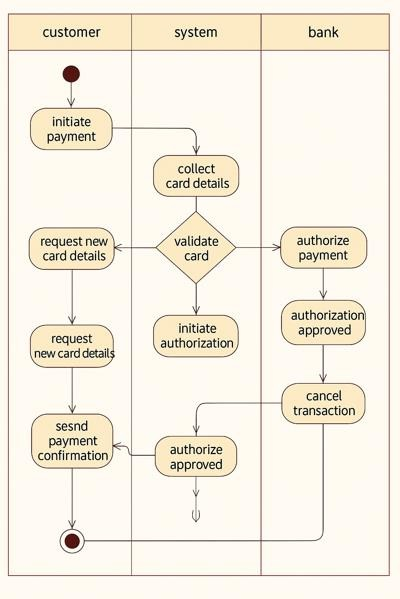 customer
system
bank
initiate
payment
collect
card details
request new
card details
validate
card
authorize
payment
initiate
authorization
authorization
approved
request
new card details
cancel
transaction
sesnd
payment
confirmation
authorize
approved